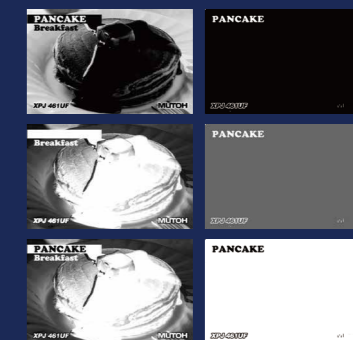 PANCAKE
Breakfast
XPJ 461UF MUTOH
PANCAKE
XPJ-461UF
Breakfast
XPJ 461UF MUTOH
PANCAKE
XPJ-461UF
PANCAKE
Breakfast
XPJ 461UF MUTOH
PANCAKE
XPJ-461UF